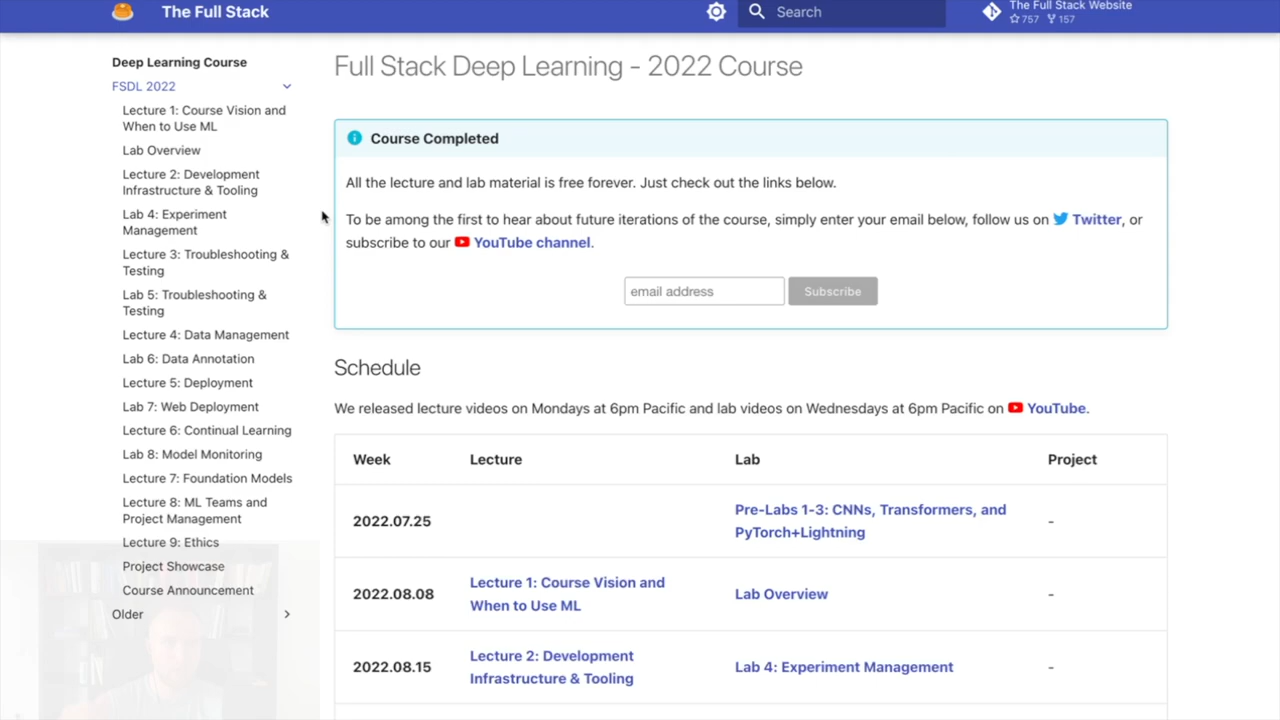 The Full Stack
Search
The Full Stack Website
757 157
Deep Learning Course
FSDL 2022
Lecture 1: Course Vision and
When to Use ML
Lab Overview
Lecture 2: Development
Infrastructure & Tooling
Lab 4: Experiment
Management
Lecture 3: Troubleshooting &
Testing
Lab 5: Troubleshooting &
Testing
Lecture 4: Data Management
Lab 6: Data Annotation
Lecture 5: Deployment
Lab 7: Web Deployment
Lecture 6: Continual Learning
Lab 8: Model Monitoring
Lecture 7: Foundation Models
Lecture 8: ML Teams and
Project Management
Lecture 9: Ethics
Project Showcase
Course Announcement
Older
Full Stack Deep Learning - 2022 Course
Course Completed
All the lecture and lab material is free forever. Just check out the links below.
To be among the first to hear about future iterations of the course, simply enter your email below, follow us on Twitter, or
subscribe to our YouTube channel.
email address Subscribe
Schedule
We released lecture videos on Mondays at 6pm Pacific and lab videos on Wednesdays at 6pm Pacific on YouTube.
Week Lecture Lab Project
2022.07.25
Pre-Labs 1-3: CNNs, Transformers, and
PyTorch+Lightning
-
2022.08.08
Lecture 1: Course Vision and
When to Use ML
Lab Overview
-
2022.08.15
Lecture 2: Development
Infrastructure & Tooling
Lab 4: Experiment Management
-